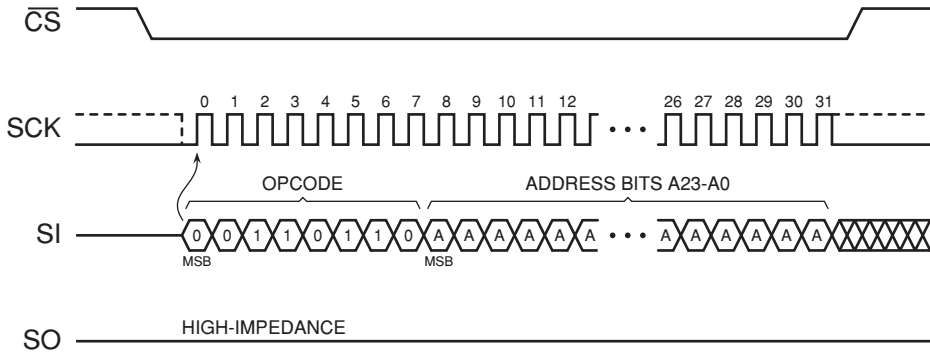 CS
0 1 2 3 4 5 6 7 8 9 10 11 12 26 27 28 29 30 31
SCK
OPCODE ADDRESS BITS A23-A0
SI 0 0 1 1 0 1 1 0 A A A A A A A A A A A A
MSB MSB
HIGH-IMPEDANCE
SO